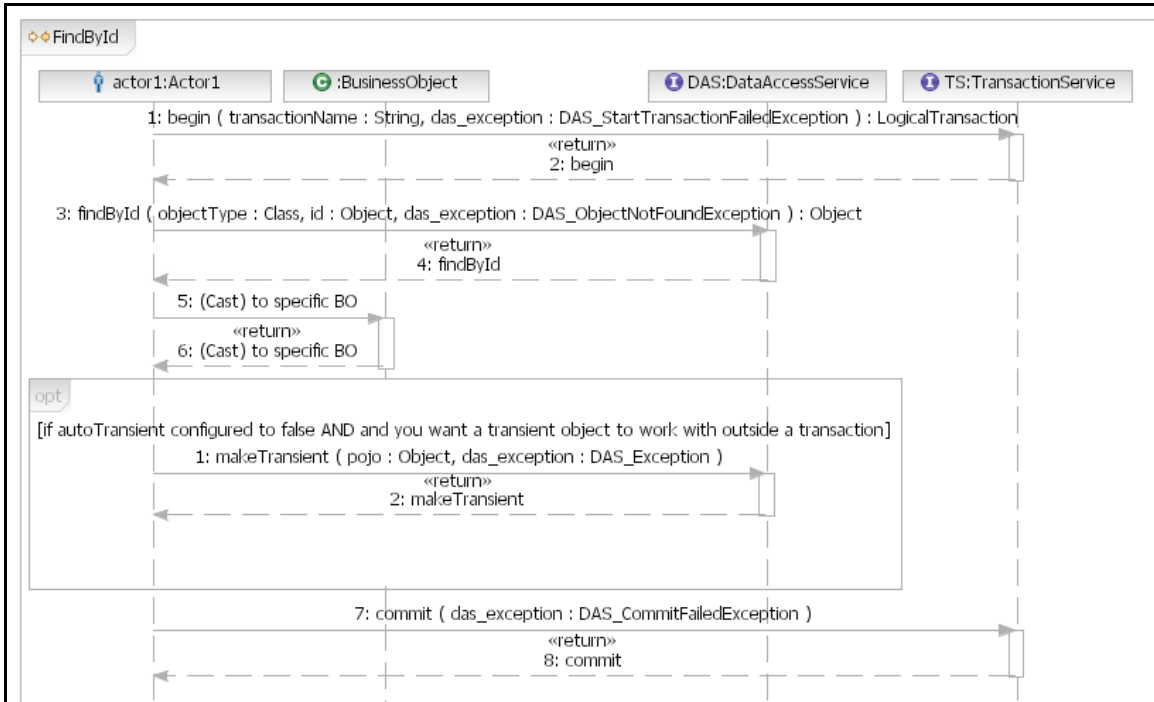 FindById
actor1:Actor1
:BusinessObject
DAS:DataAccessService
TS:TransactionService
1: begin ( transactionName : String, das_exception : DAS_StartTransactionFailedException ) : LogicalTransaction
«return»
2: begin
3: findById ( objectType : Class, id : Object, das_exception : DAS_ObjectNotFoundException ) : Object
«return»
4: findById
5: (Cast) to specific BO
«return»
6: (Cast) to specific BO
opt
[if autoTransient configured to false AND and you want a transient object to work with outside a transaction]
1: makeTransient ( pojo : Object, das_exception : DAS_Exception )
«return»
2: makeTransient
7: commit ( das_exception : DAS_CommitFailedException )
«return»
8: commit